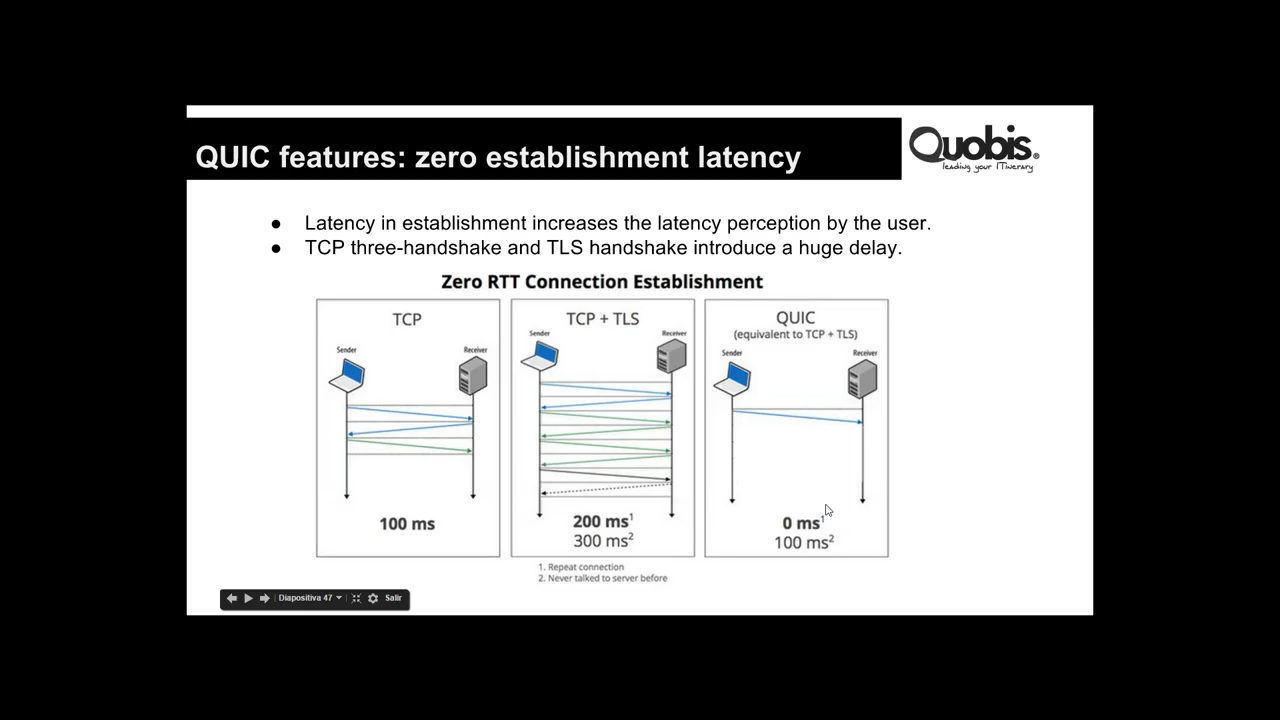 QUIC features: zero establishment latency
Quobis®
leading your ITinerary
● Latency in establishment increases the latency perception by the user.
● TCP three-handshake and TLS handshake introduce a huge delay.
Zero RTT Connection Establishment
TCP
Sender
Receiver
100 ms
TCP + TLS
Sender
Receiver
200 ms1
300 ms2
QUIC
(equivalent to TCP + TLS)
Sender
Receiver
0 ms1
100 ms2
1. Repeat connection
2. Never talked to server before
Diapositiva 47
Salir